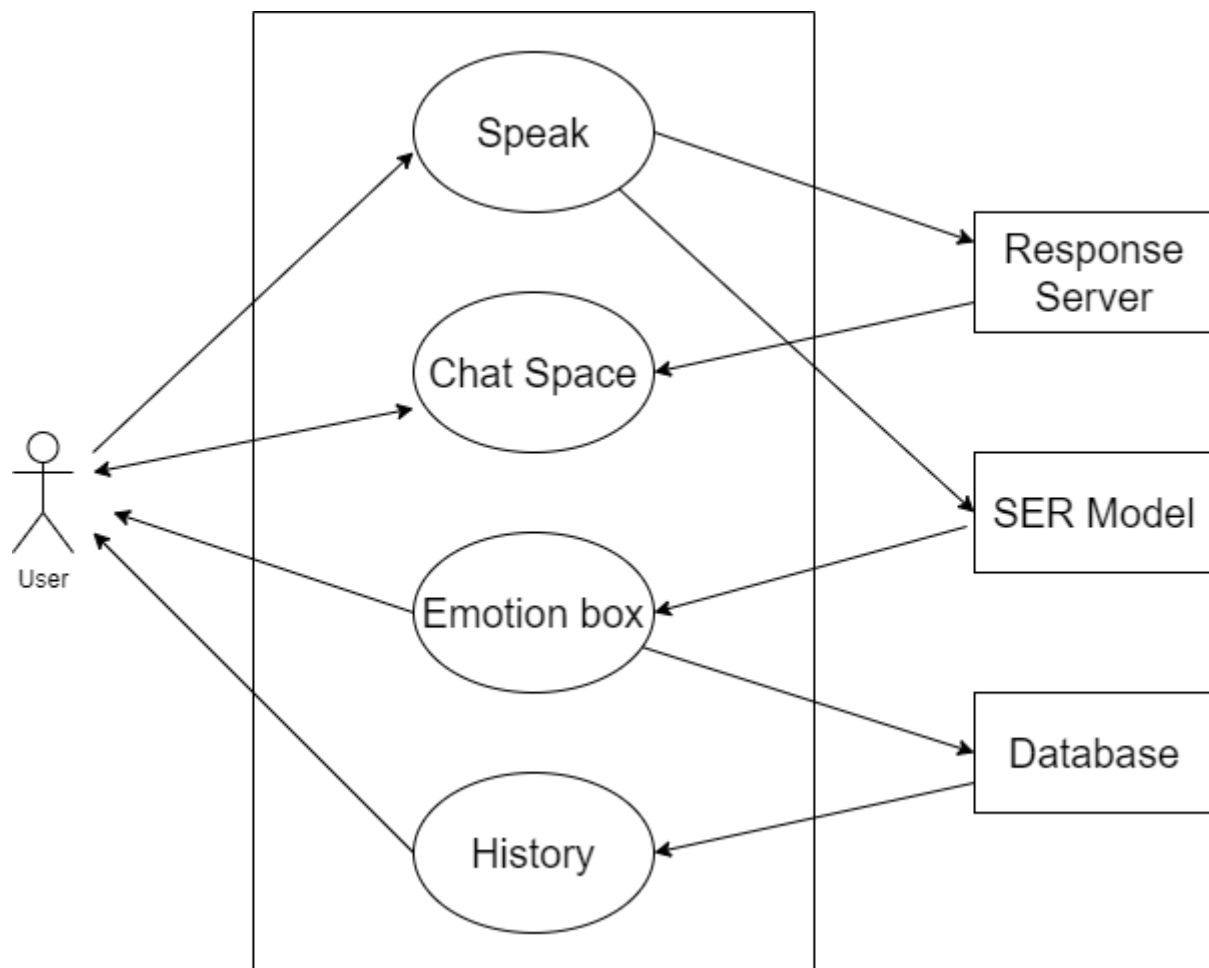 Speak
Response
Server
Chat Space
SER Model
User
Emotion box
Database
History